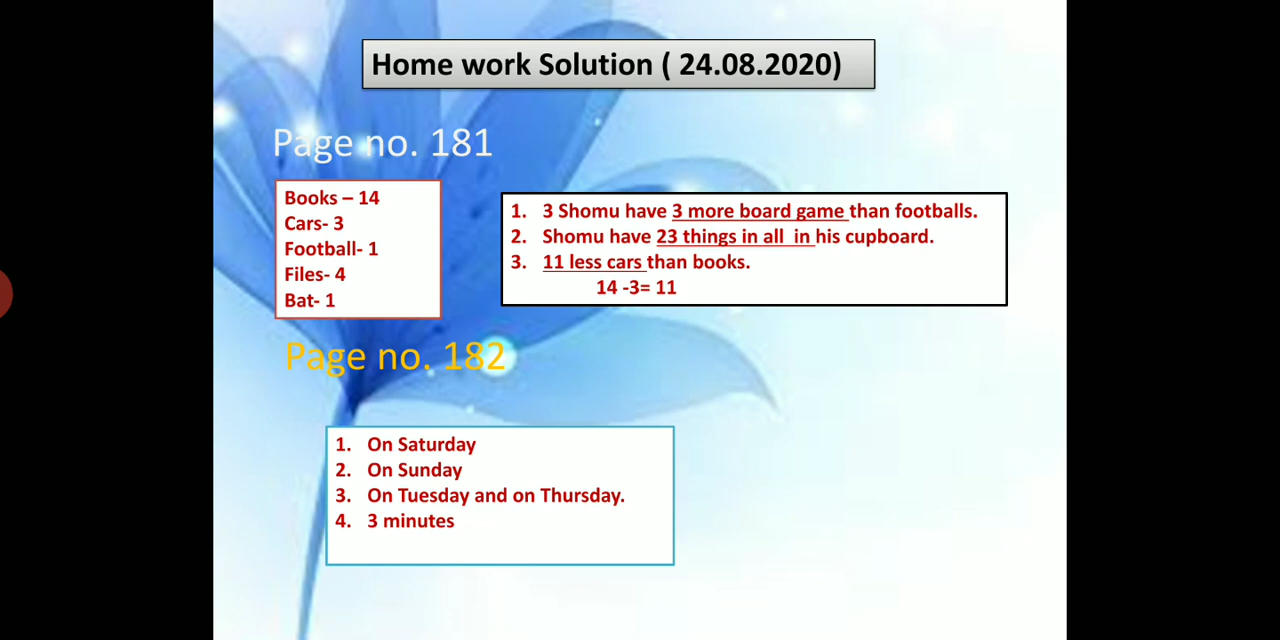 Home work Solution ( 24.08.2020)
Page no. 181
Books – 14
Cars- 3
Football- 1
Files- 4
Bat- 1
1. 3 Shomu have 3 more board game than footballs.
2. Shomu have 23 things in all in his cupboard.
3. 11 less cars than books.
14 -3= 11
Page no. 182
1. On Saturday
2. On Sunday
3. On Tuesday and on Thursday.
4. 3 minutes